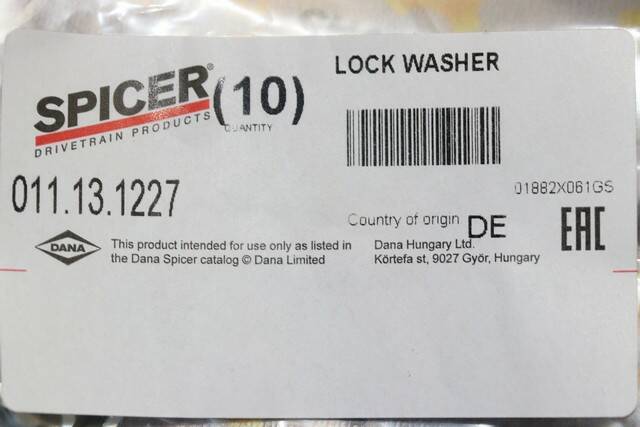 LOCK WASHER
SPICER®
(10)
QUANTITY
DRIVETRAIN PRODUCTS
011.13.1227
01882X061GS
Country of origin DE
EAC
DANA
This product intended for use only as listed in
the Dana Spicer catalog © Dana Limited
Dana Hungary Ltd.
Körtefa st, 9027 Győr, Hungary